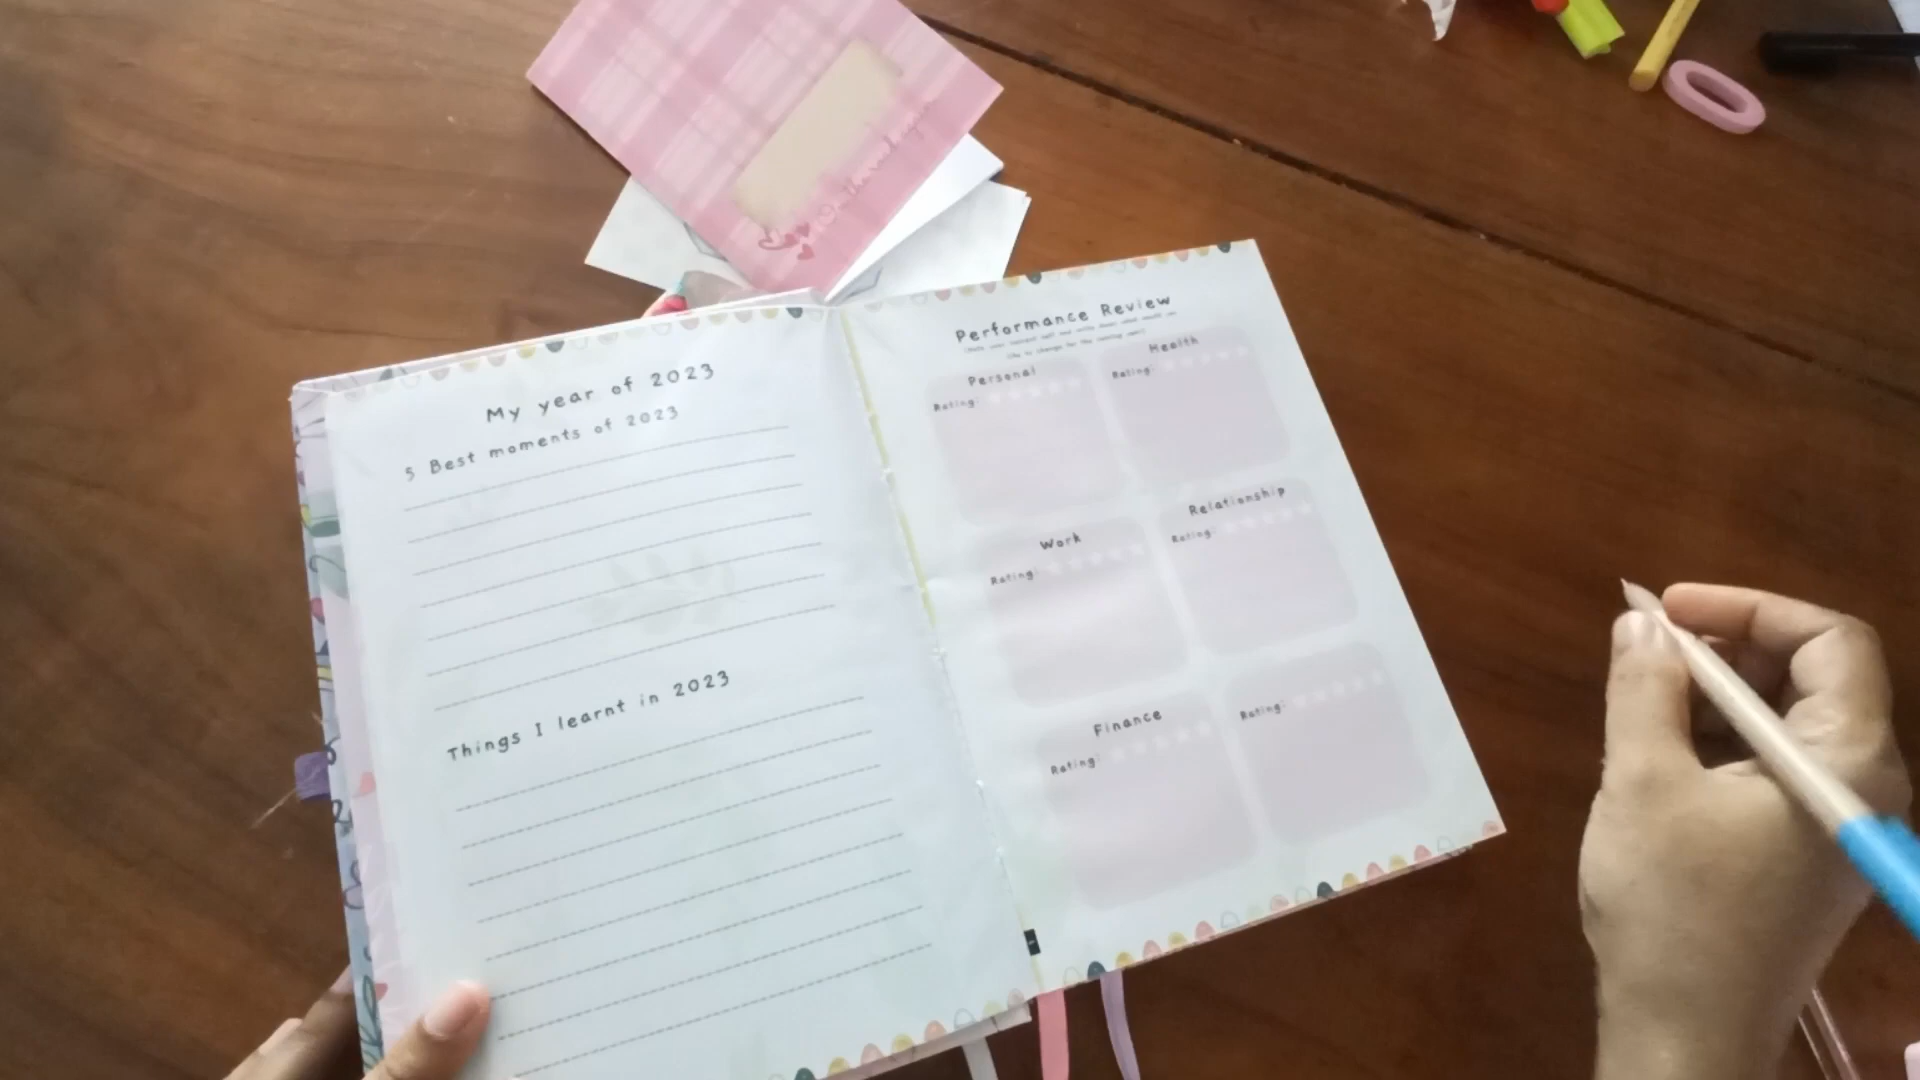 My year of 2023
5 Best moments of 2023
Things I learnt in 2023
Performance Review
Personal
Rating:
Health
Rating:
Work
Rating:
Relationship
Rating:
Finance
Rating:
Rating: